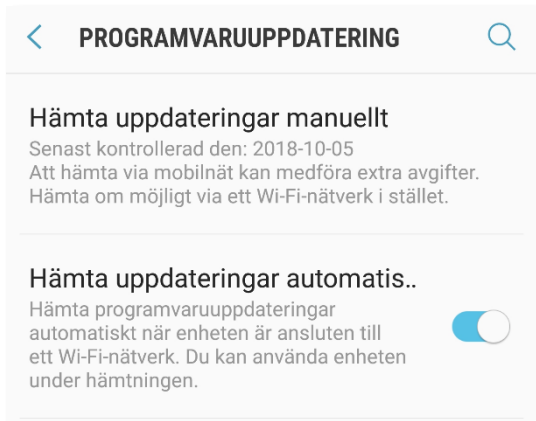 PROGRAMVARUUPPDATERING
Hämta uppdateringar manuellt
Senast kontrollerad den: 2018-10-05
Att hämta via mobilnät kan medföra extra avgifter.
Hämta om möjligt via ett Wi-Fi-nätverk i stället.
Hämta uppdateringar automatis..
Hämta programvaruuppdateringar
automatiskt när enheten är ansluten till
ett Wi-Fi-nätverk. Du kan använda enheten
under hämtningen.